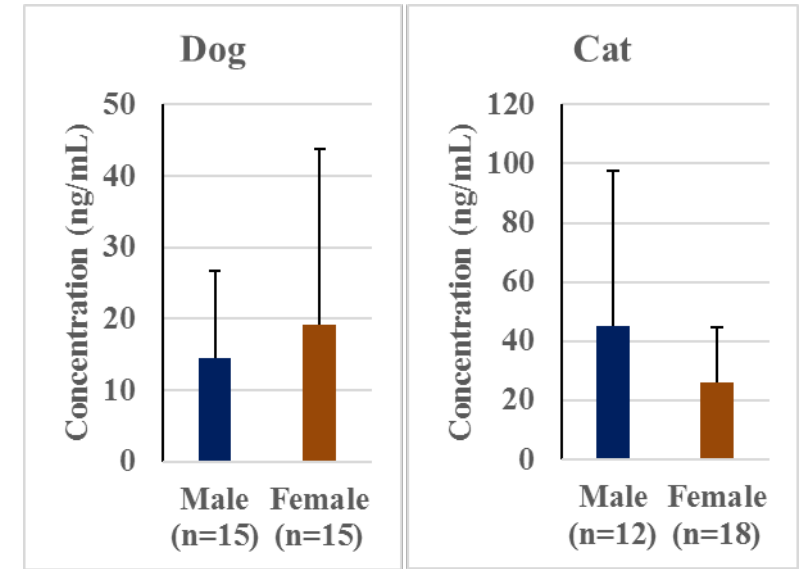 Dog
Concentration (ng/mL)
50
40
30
20
10
0
Male Female
(n=15) (n=15)
Cat
Concentration (ng/mL)
120
100
80
60
40
20
0
Male Female
(n=12) (n=18)